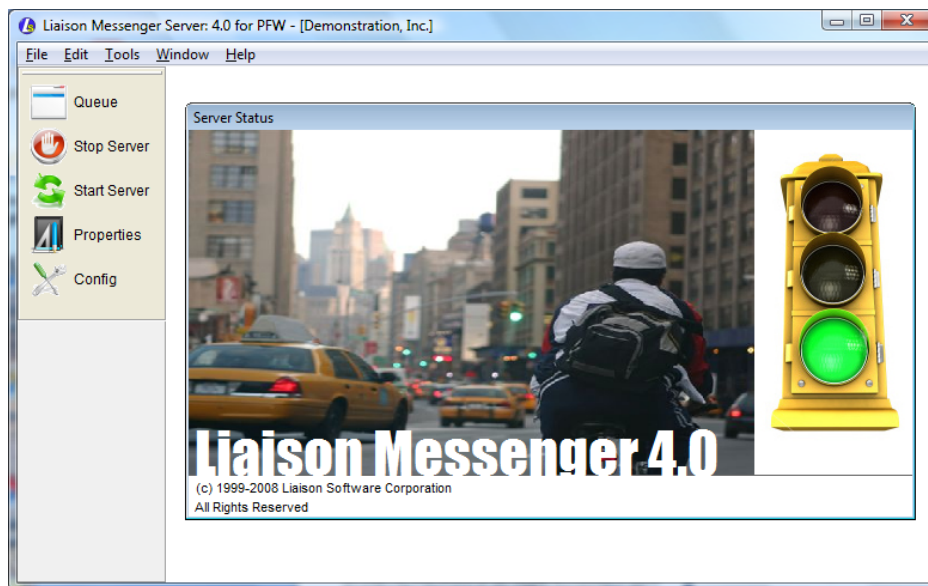 Liaison Messenger Server: 4.0 for PFW - [Demonstration, Inc.]
File Edit Tools Window Help
Queue
Stop Server
Start Server
Properties
Config
Server Status
Liaison Messenger 4.0
(c) 1999-2008 Liaison Software Corporation
All Rights Reserved